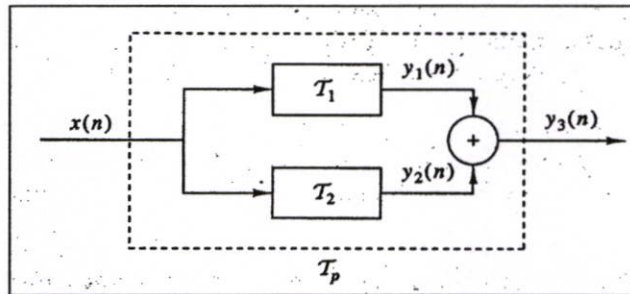 𝒯₁
y₁(n)
x(n)
+
y₃(n)
y₂(n)
𝒯₂
𝒯ₚ